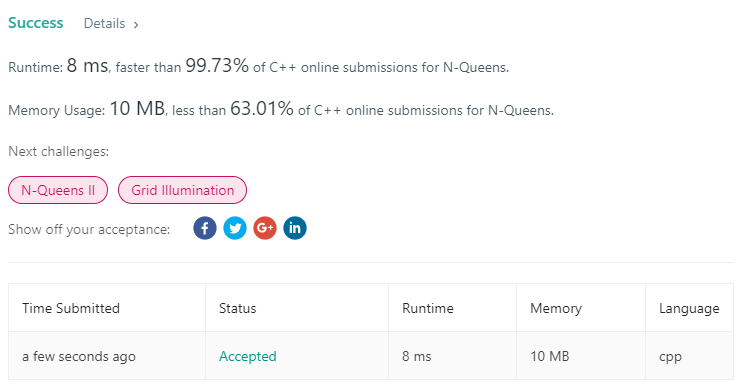 Success Details >
Runtime: 8 ms, faster than 99.73% of C++ online submissions for N-Queens.
Memory Usage: 10 MB, less than 63.01% of C++ online submissions for N-Queens.
Next challenges:
N-Queens II Grid Illumination
Show off your acceptance: f G+ in
Time Submitted Status Runtime Memory Language
a few seconds ago Accepted 8 ms 10 MB cpp